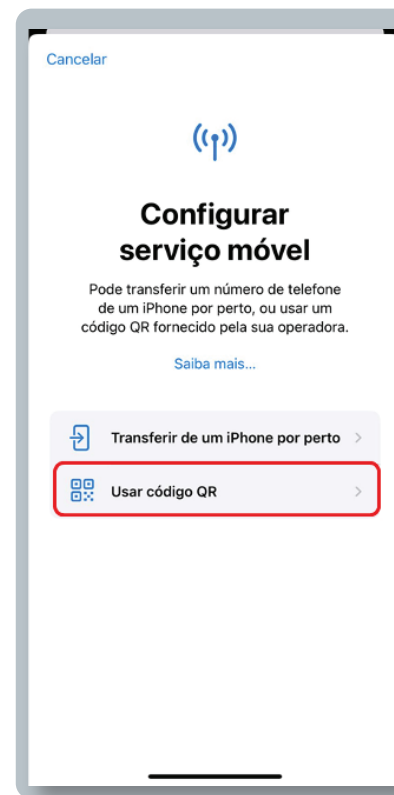 Cancelar
Configurar
serviço móvel
Pode transferir um número de telefone
de um iPhone por perto, ou usar um
código QR fornecido pela sua operadora.
Saiba mais...
Transferir de um iPhone por perto
Usar código QR